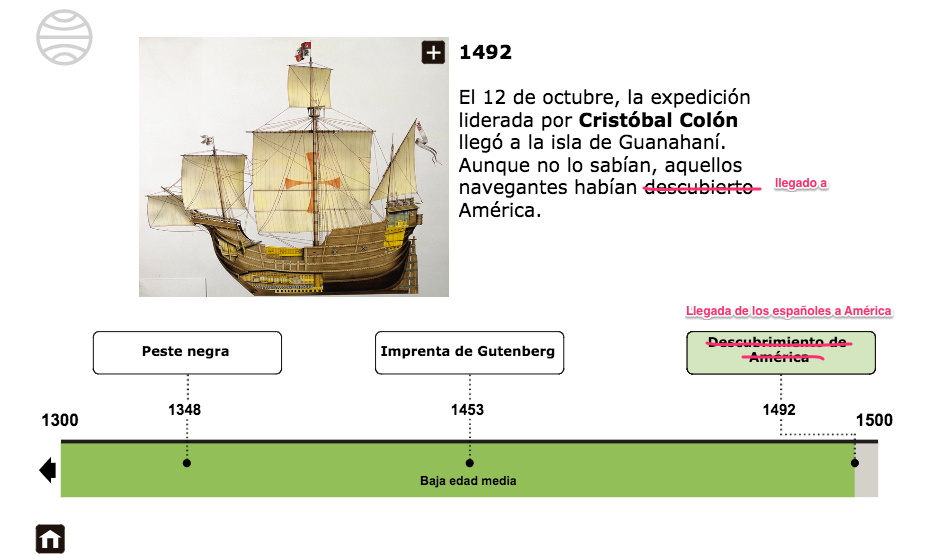 1492
El 12 de octubre, la expedición
liderada por Cristóbal Colón
llegó a la isla de Guanahaní.
Aunque no lo sabían, aquellos
navegantes habían descubierto llegado a
América.
Llegada de los españoles a América
Peste negra
Imprenta de Gutenberg
Descubrimiento de
América
1348
1453
1492
1300
1500
Baja edad media